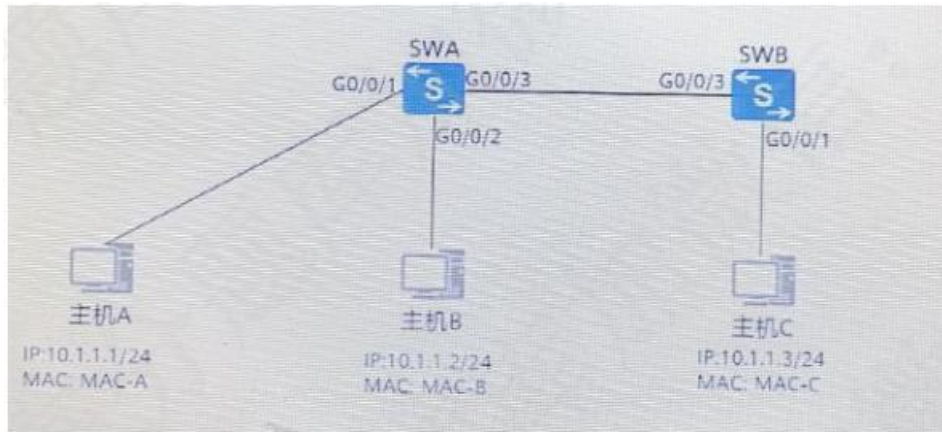 SWA
SWB
G0/0/1
G0/0/3
G0/0/3
S
S
G0/0/2
G0/0/1
主机A
主机B
主机C
IP:10.1.1.1/24
IP:10.1.1.2/24
IP:10.1.1.3/24
MAC: MAC-A
MAC: MAC-B
MAC: MAC-C